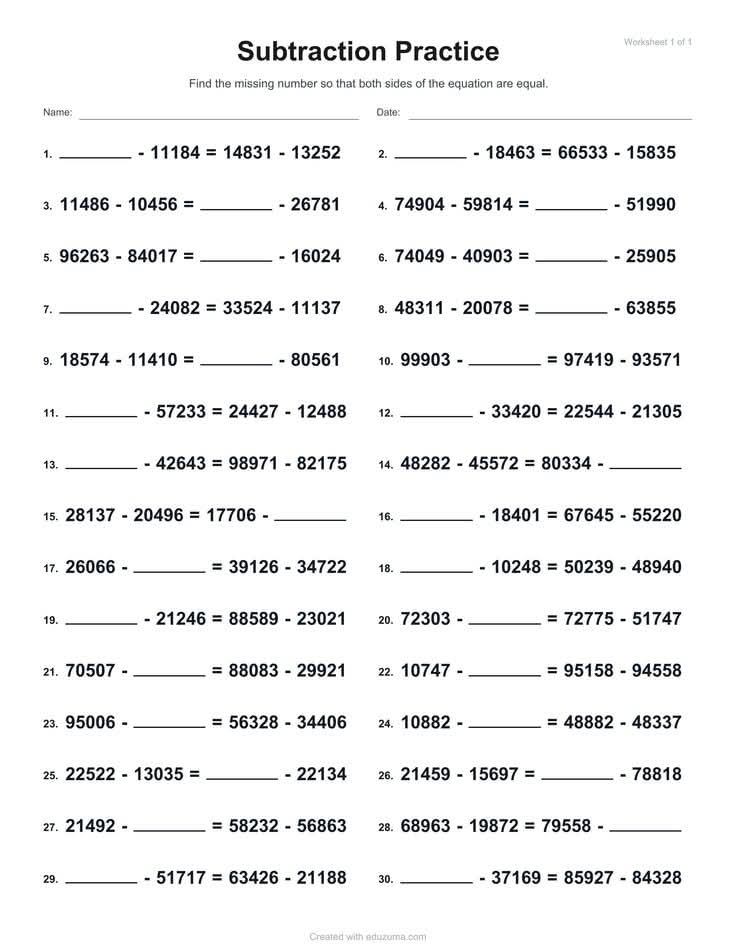 Worksheet 1 of 1
Subtraction Practice
Find the missing number so that both sides of the equation are equal.
Name: ____________ Date: ____________
1. ________ - 11184 = 14831 - 13252
2. ________ - 18463 = 66533 - 15835
3. 11486 - 10456 = ________ - 26781
4. 74904 - 59814 = ________ - 51990
5. 96263 - 84017 = ________ - 16024
6. 74049 - 40903 = ________ - 25905
7. ________ - 24082 = 33524 - 11137
8. 48311 - 20078 = ________ - 63855
9. 18574 - 11410 = ________ - 80561
10. 99903 - ________ = 97419 - 93571
11. ________ - 57233 = 24427 - 12488
12. ________ - 33420 = 22544 - 21305
13. ________ - 42643 = 98971 - 82175
14. 48282 - 45572 = 80334 - ________
15. 28137 - 20496 = 17706 - ________
16. ________ - 18401 = 67645 - 55220
17. 26066 - ________ = 39126 - 34722
18. ________ - 10248 = 50239 - 48940
19. ________ - 21246 = 88589 - 23021
20. 72303 - ________ = 72775 - 51747
21. 70507 - ________ = 88083 - 29921
22. 10747 - ________ = 95158 - 94558
23. 95006 - ________ = 56328 - 34406
24. 10882 - ________ = 48882 - 48337
25. 22522 - 13035 = ________ - 22134
26. 21459 - 15697 = ________ - 78818
27. 21492 - ________ = 58232 - 56863
28. 68963 - 19872 = 79558 - ________
29. ________ - 51717 = 63426 - 21188
30. ________ - 37169 = 85927 - 84328
Created with eduzuma.com